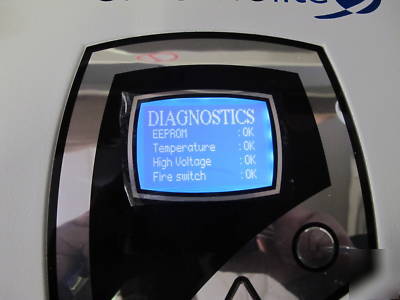 DIAGNOSTICS
EEPROM : OK
Temperature : OK
High Voltage : OK
Fire switch : OK